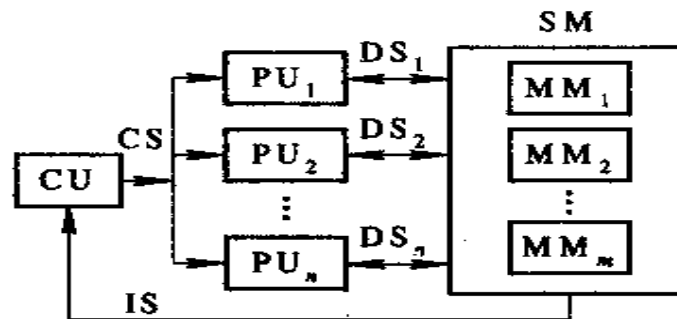 SM
PU₁ DS₁ MM₁
CS
CU PU₂ DS₂ MM₂
⋮ ⋮
PUₙ DSₙ MMₘ
IS